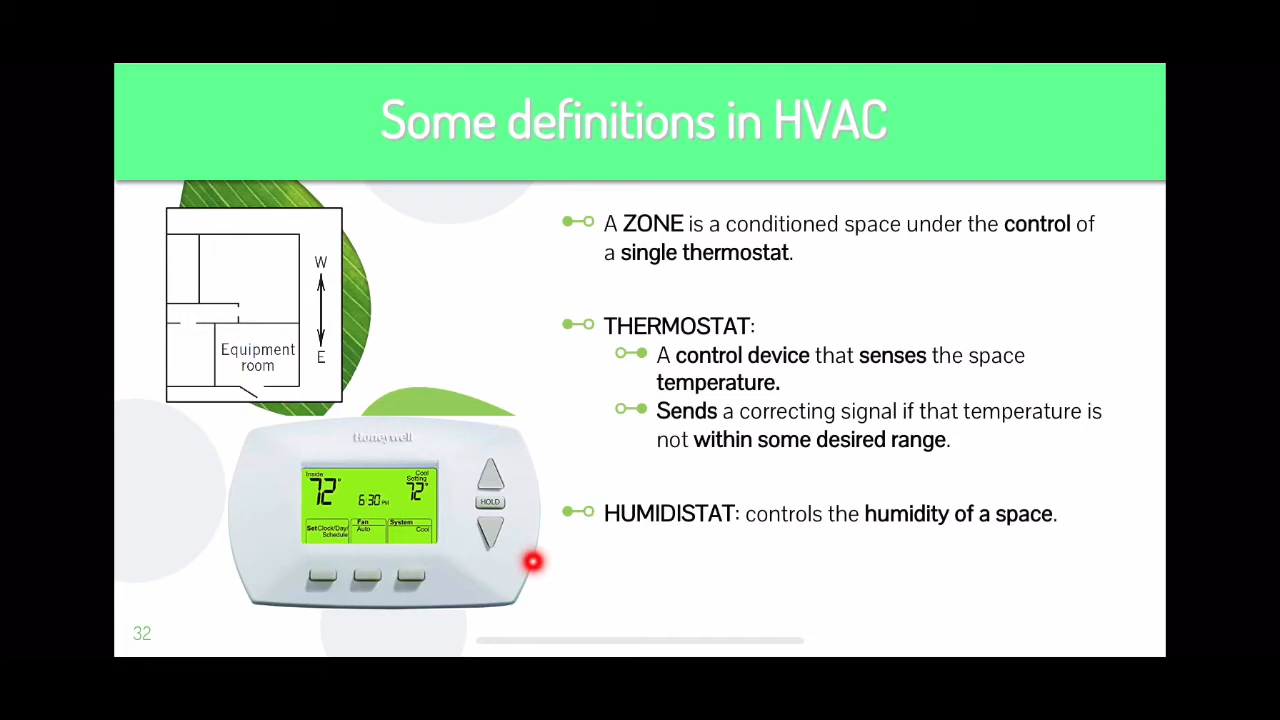 Some definitions in HVAC
A ZONE is a conditioned space under the control of
a single thermostat.
THERMOSTAT:
A control device that senses the space
temperature.
Sends a correcting signal if that temperature is
not within some desired range.
HUMIDISTAT: controls the humidity of a space.
W
E
Equipment
room
Honeywell
Inside
72°
6:30 PM
Cool
Setting
72°
Set Clock/Day/
Schedule
Fan
Auto
System
Cool
HOLD
32